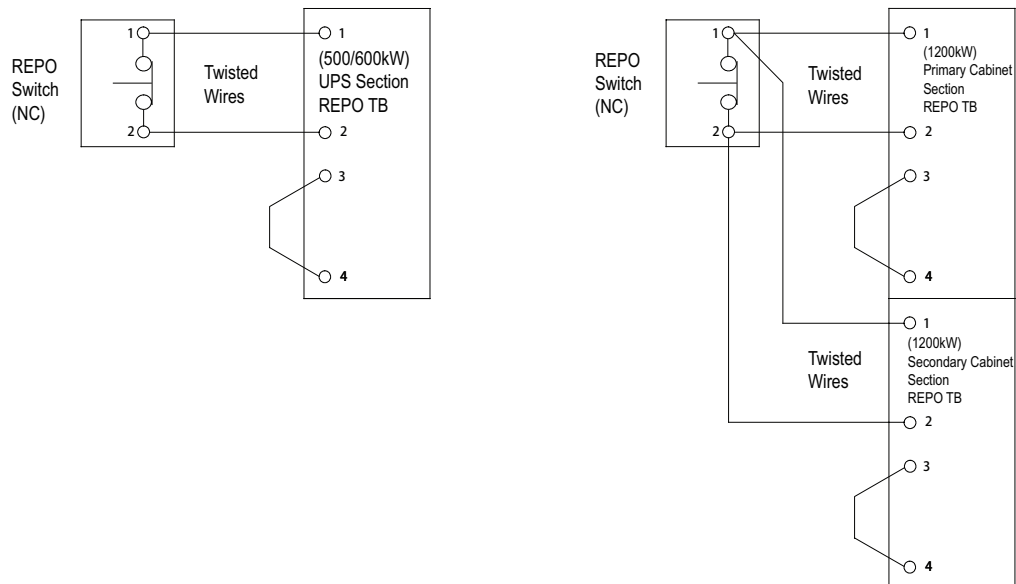 REPO
Switch
(NC)
1
2
Twisted
Wires
1
(500/600kW)
UPS Section
REPO TB
2
3
4
REPO
Switch
(NC)
1
2
Twisted
Wires
1
(1200kW)
Primary Cabinet
Section
REPO TB
2
3
4
Twisted
Wires
1
(1200kW)
Secondary Cabinet
Section
REPO TB
2
3
4